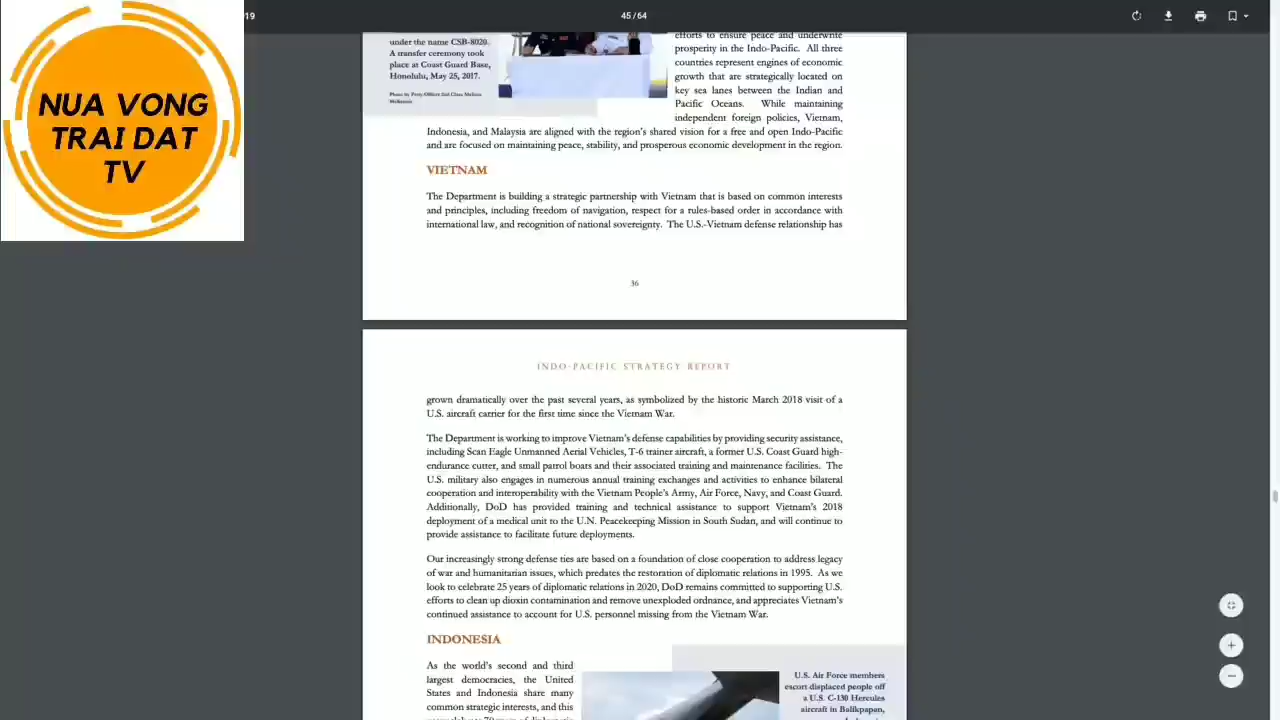 19
45 / 64
NUA VONG
TRAI DAT
TV
under the name CSB-8020.
A transfer ceremony took
place at Coast Guard Base,
Honolulu, May 25, 2017.
Photo by Petty Officer 2nd Class Melissa
McKenzie
efforts to ensure peace and underwrite
prosperity in the Indo-Pacific. All three
countries represent engines of economic
growth that are strategically located on
key sea lanes between the Indian and
Pacific Oceans. While maintaining
independent foreign policies, Vietnam,
Indonesia, and Malaysia are aligned with the region's shared vision for a free and open Indo-Pacific
and are focused on maintaining peace, stability, and prosperous economic development in the region.
VIETNAM
The Department is building a strategic partnership with Vietnam that is based on common interests
and principles, including freedom of navigation, respect for a rules-based order in accordance with
international law, and recognition of national sovereignty. The U.S.-Vietnam defense relationship has
36
INDO-PACIFIC STRATEGY REPORT
grown dramatically over the past several years, as symbolized by the historic March 2018 visit of a
U.S. aircraft carrier for the first time since the Vietnam War.
The Department is working to improve Vietnam's defense capabilities by providing security assistance,
including Scan Eagle Unmanned Aerial Vehicles, T-6 trainer aircraft, a former U.S. Coast Guard high-
endurance cutter, and small patrol boats and their associated training and maintenance facilities. The
U.S. military also engages in numerous annual training exchanges and activities to enhance bilateral
cooperation and interoperability with the Vietnam People's Army, Air Force, Navy, and Coast Guard.
Additionally, DoD has provided training and technical assistance to support Vietnam's 2018
deployment of a medical unit to the U.N. Peacekeeping Mission in South Sudan, and will continue to
provide assistance to facilitate future deployments.
Our increasingly strong defense ties are based on a foundation of close cooperation to address legacy
of war and humanitarian issues, which predates the restoration of diplomatic relations in 1995. As we
look to celebrate 25 years of diplomatic relations in 2020, DoD remains committed to supporting U.S.
efforts to clean up dioxin contamination and remove unexploded ordnance, and appreciates Vietnam's
continued assistance to account for U.S. personnel missing from the Vietnam War.
INDONESIA
As the world's second and third
largest democracies, the United
States and Indonesia share many
common strategic interests, and this
U.S. Air Force members
escort displaced people off
a U.S. C-130 Hercules
aircraft in Balikpapan,